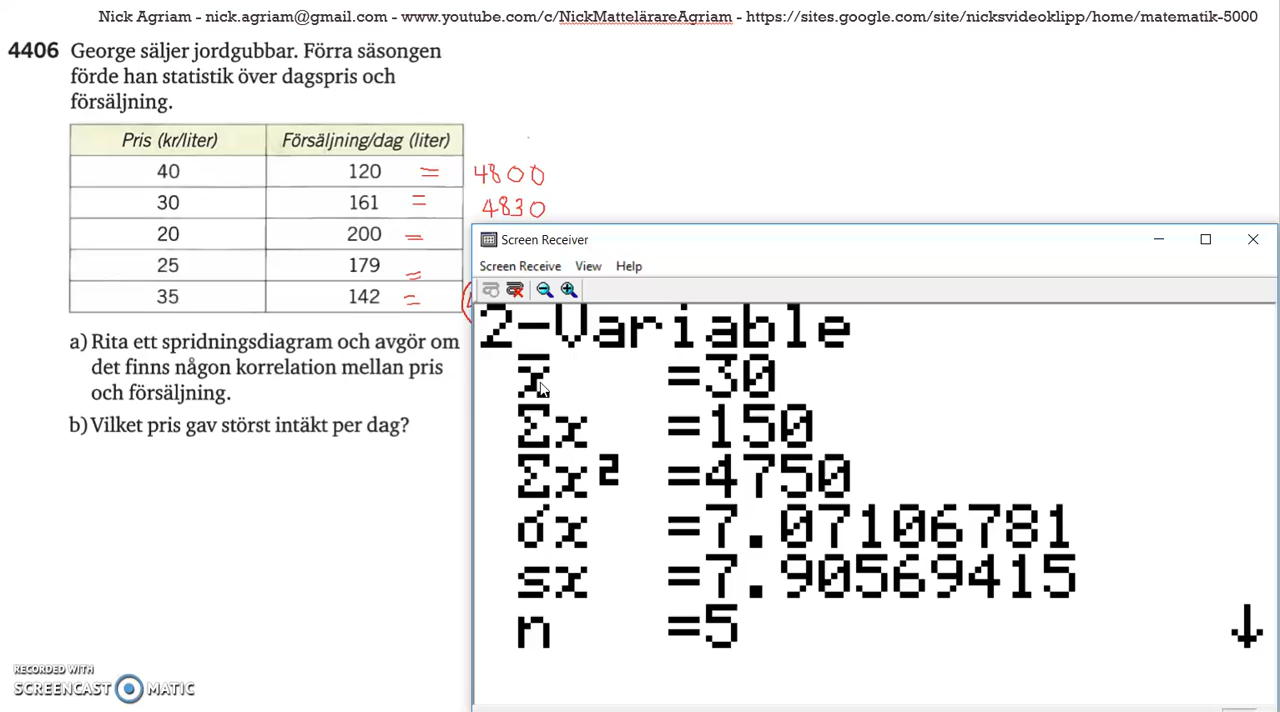 Nick Agriam - nick.agriam@gmail.com - www.youtube.com/c/NickMattelärareAgriam - https://sites.google.com/site/nicksvideoklipp/home/matematik-5000
4406 George säljer jordgubbar. Förra säsongen
förde han statistik över dagspris och
försäljning.
Pris (kr/liter) Försäljning/dag (liter)
40 120 = 4800
30 161 = 4830
20 200 =
25 179 =
35 142 =
a) Rita ett spridningsdiagram och avgör om
det finns någon korrelation mellan pris
och försäljning.
b) Vilket pris gav störst intäkt per dag?
Screen Receiver
Screen Receive View Help
2-Variable
x̅ =30
Σx =150
Σx² =4750
σx =7.07106781
sx =7.90569415
n =5 ↓
RECORDED WITH
SCREENCAST MATIC